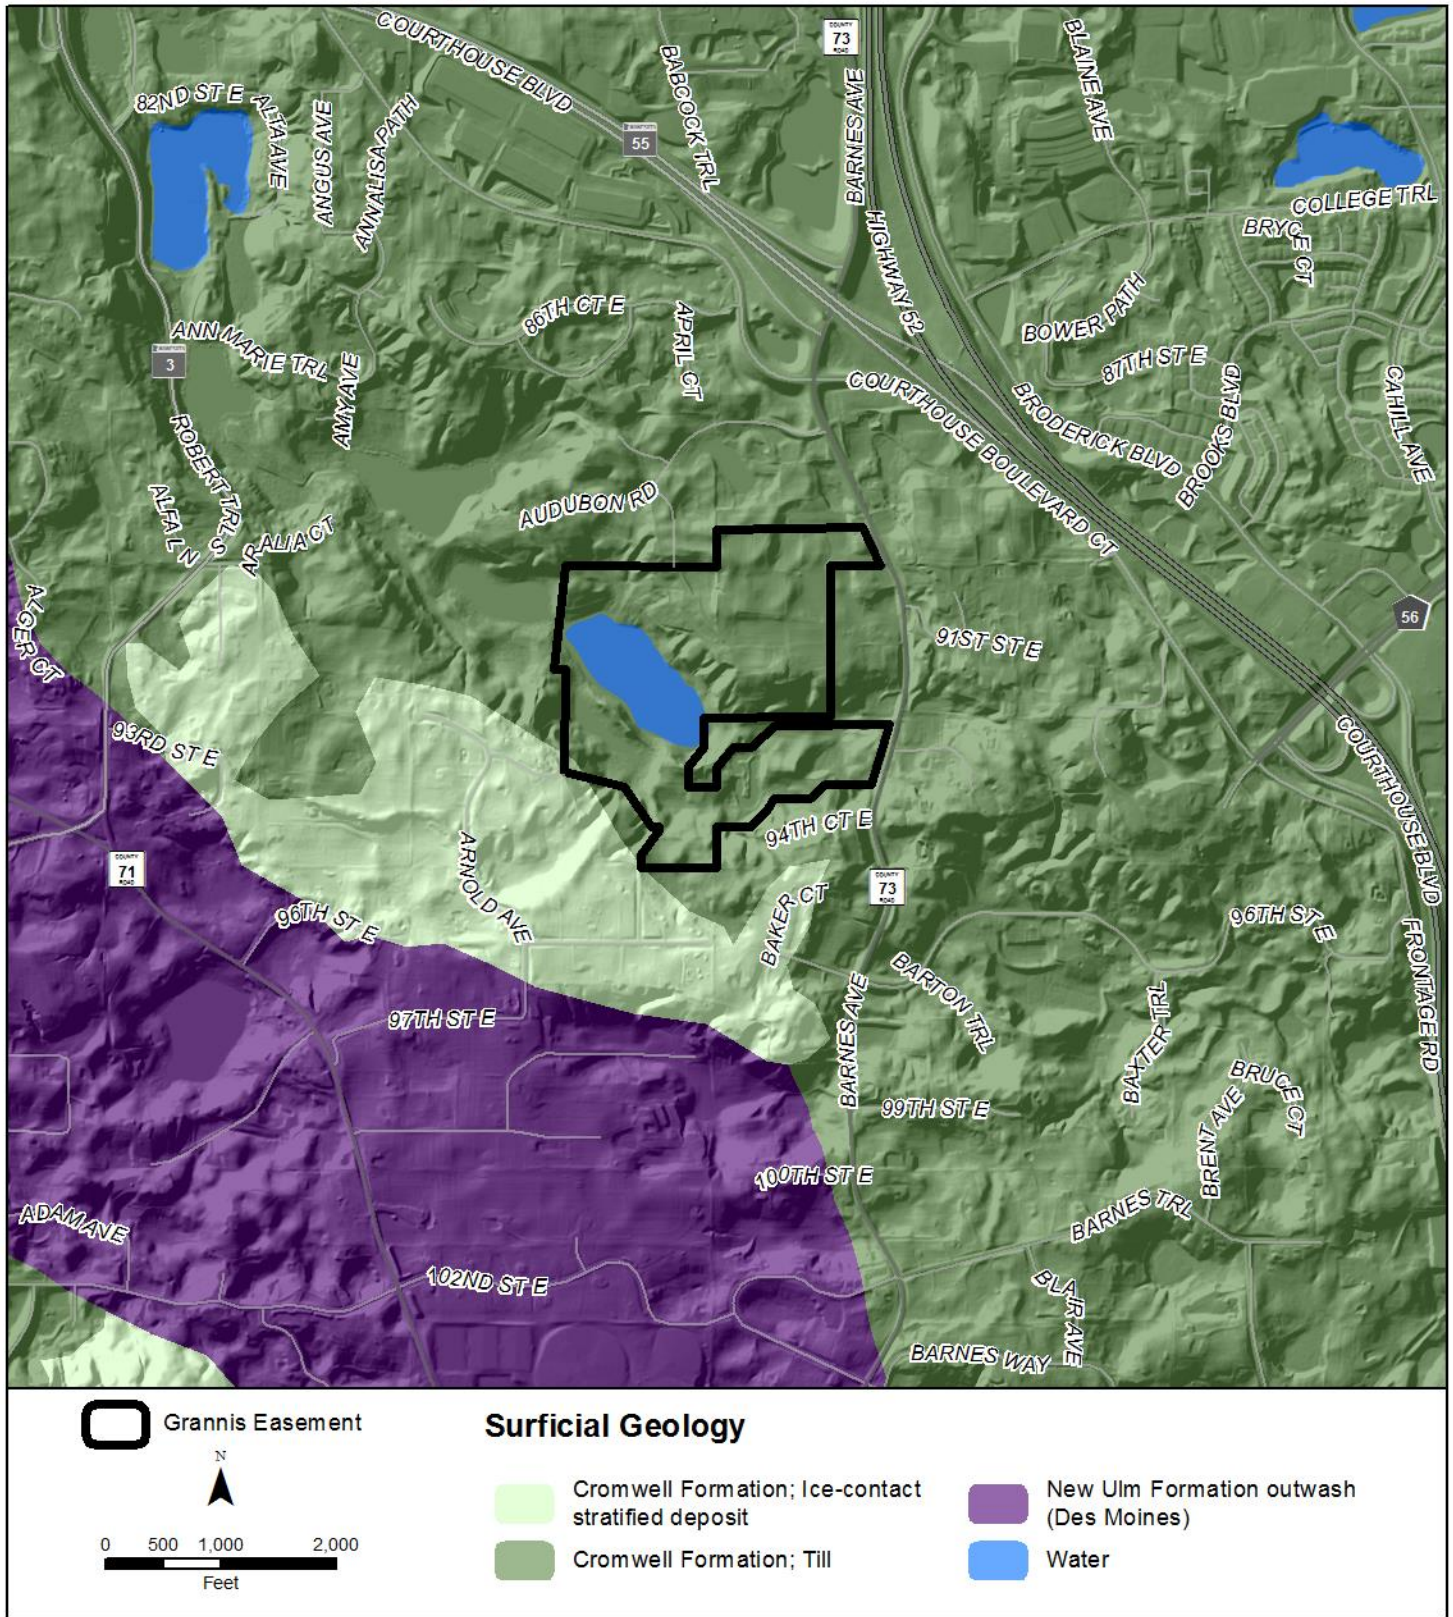 COURTHOUSE BLVD
COUNTY
73
ROAD
BABCOCK TRL
BARNES AVE
BLAINE AVE
82ND ST E
ALTA AVE
ANGUS AVE
ANNALISA PATH
55
HIGHWAY 52
COLLEGE TRL
BRYCE CT
86TH CT E
APRIL CT
BOWER PATH
ANN MARIE TRL
3
AMY AVE
87TH ST E
COURTHOUSE BOULEVARD CT
BRODERICK BLVD
BROOKS BLVD
CAHILL AVE
ROBERT TRL S
ALFA LN
ARALIA CT
AUDUBON RD
ALGER CT
56
91ST ST E
93RD ST E
COURTHOUSE BLVD
94TH CT E
ARNOLD AVE
COUNTY
71
ROAD
COUNTY
73
ROAD
BAKER CT
96TH ST E
96TH ST E
FRONTAGE RD
BARTON TRL
BARNES AVE
BAXTER TRL
97TH ST E
BRUCE CT
BRENT AVE
99TH ST E
100TH ST E
BARNES TRL
ADAM AVE
102ND ST E
BLAIR AVE
BARNES WAY
Grannis Easement
N
0 500 1,000 2,000
Feet
Surficial Geology
Cromwell Formation; Ice-contact
stratified deposit
Cromwell Formation; Till
New Ulm Formation outwash
(Des Moines)
Water